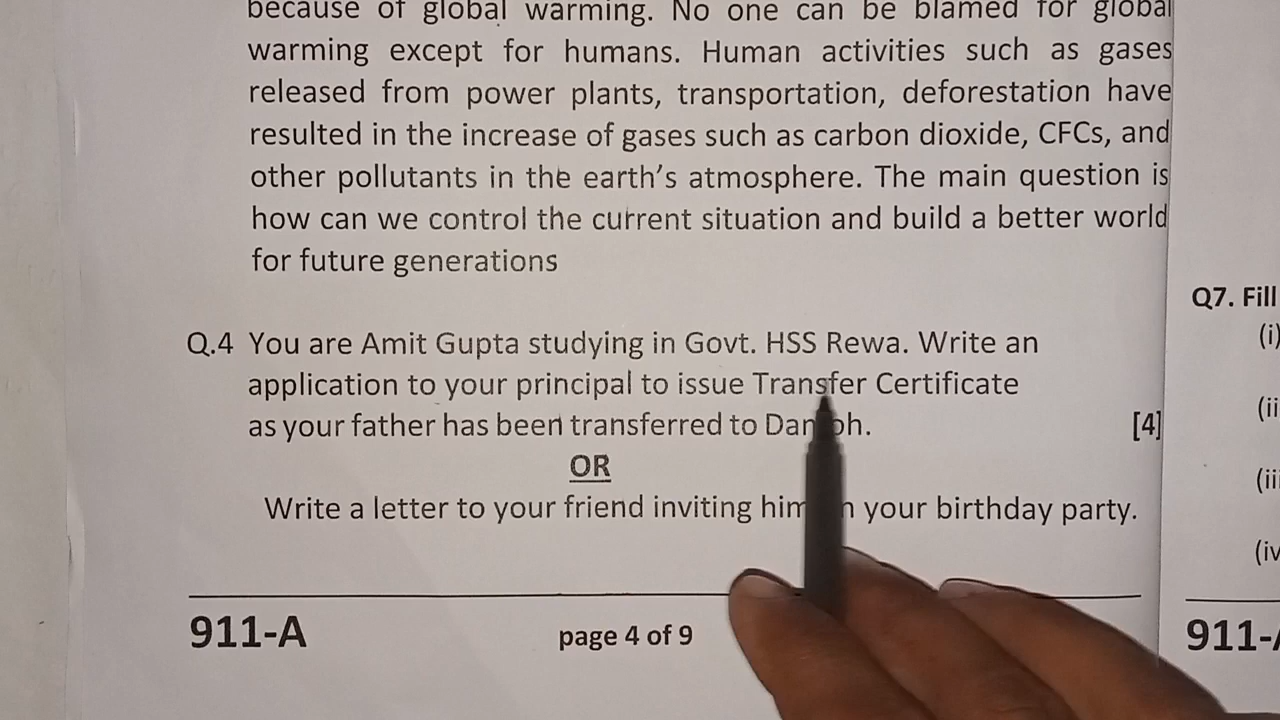 because of global warming. No one can be blamed for global
warming except for humans. Human activities such as gases
released from power plants, transportation, deforestation have
resulted in the increase of gases such as carbon dioxide, CFCs, and
other pollutants in the earth's atmosphere. The main question is
how can we control the current situation and build a better world
for future generations
Q.4 You are Amit Gupta studying in Govt. HSS Rewa. Write an
application to your principal to issue Transfer Certificate
as your father has been transferred to [4]
OR
Write a letter to your friend inviting him your birthday party.
911-A page 4 of 9
Q7. Fill
(i)
(ii
(iii
(iv
911-